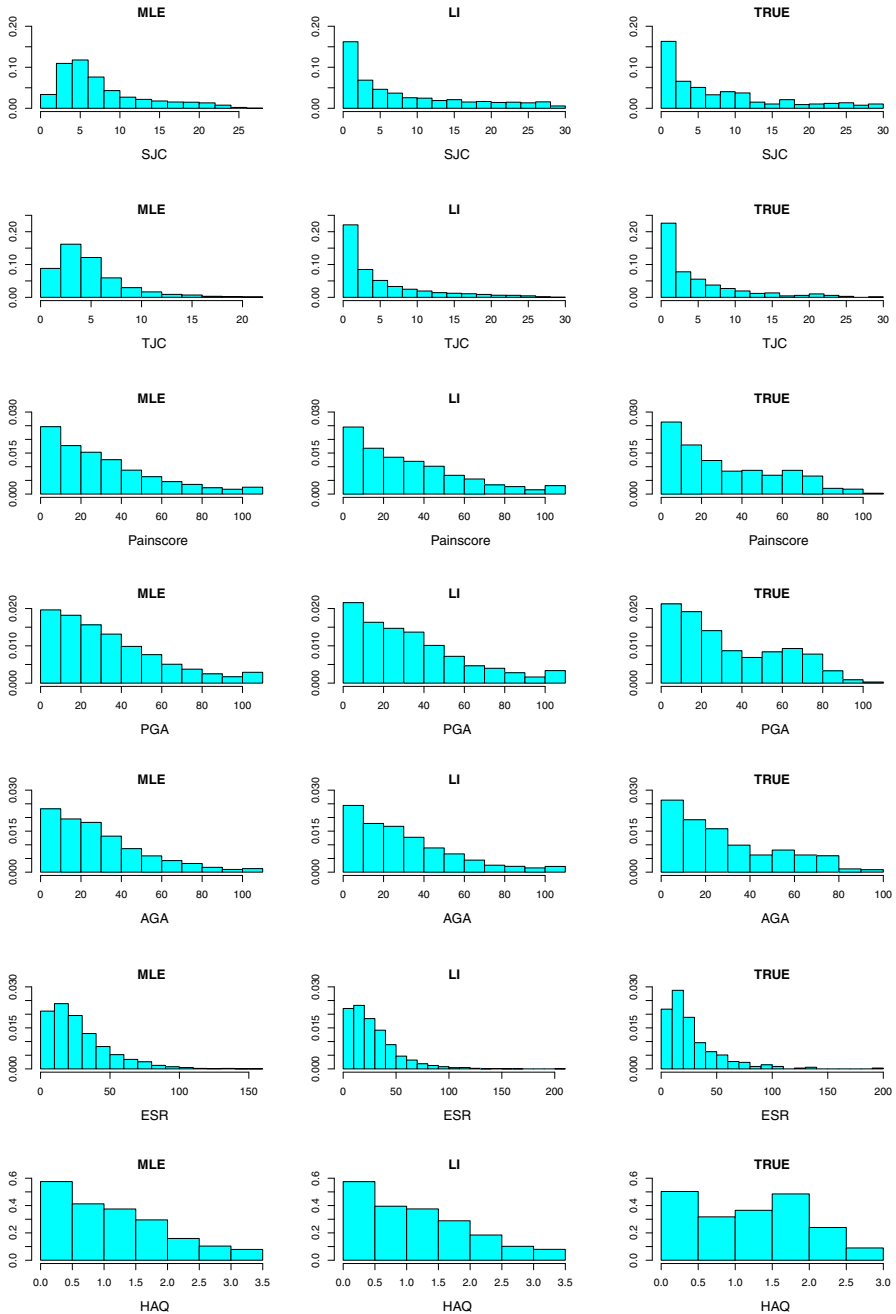 MLE LI TRUE
0.00 0.10 0.20 0.00 0.10 0.20 0.00 0.10 0.20
0 5 10 15 20 25 0 5 10 15 20 25 30 0 5 10 15 20 25 30
SJC SJC SJC
MLE LI TRUE
0.00 0.10 0.20 0.00 0.10 0.20 0.00 0.10 0.20
0 5 10 15 20 0 5 10 15 20 25 30 0 5 10 15 20 25 30
TJC TJC TJC
MLE LI TRUE
0.000 0.015 0.030 0.000 0.015 0.030 0.000 0.015 0.030
0 20 40 60 80 100 0 20 40 60 80 100 0 20 40 60 80 100
Painscore Painscore Painscore
MLE LI TRUE
0.000 0.010 0.020 0.000 0.010 0.020 0.000 0.010 0.020
0 20 40 60 80 100 0 20 40 60 80 100 0 20 40 60 80 100
PGA PGA PGA
MLE LI TRUE
0.000 0.015 0.030 0.000 0.015 0.030 0.000 0.015 0.030
0 20 40 60 80 100 0 20 40 60 80 100 0 20 40 60 80 100
AGA AGA AGA
MLE LI TRUE
0.000 0.015 0.030 0.000 0.015 0.030 0.000 0.015 0.030
0 50 100 150 0 50 100 150 200 0 50 100 150 200
ESR ESR ESR
MLE LI TRUE
0.0 0.2 0.4 0.6 0.0 0.2 0.4 0.6 0.0 0.2 0.4 0.6
0.0 0.5 1.0 1.5 2.0 2.5 3.0 3.5 0.0 0.5 1.0 1.5 2.0 2.5 3.0 3.5 0.0 0.5 1.0 1.5 2.0 2.5 3.0
HAQ HAQ HAQ